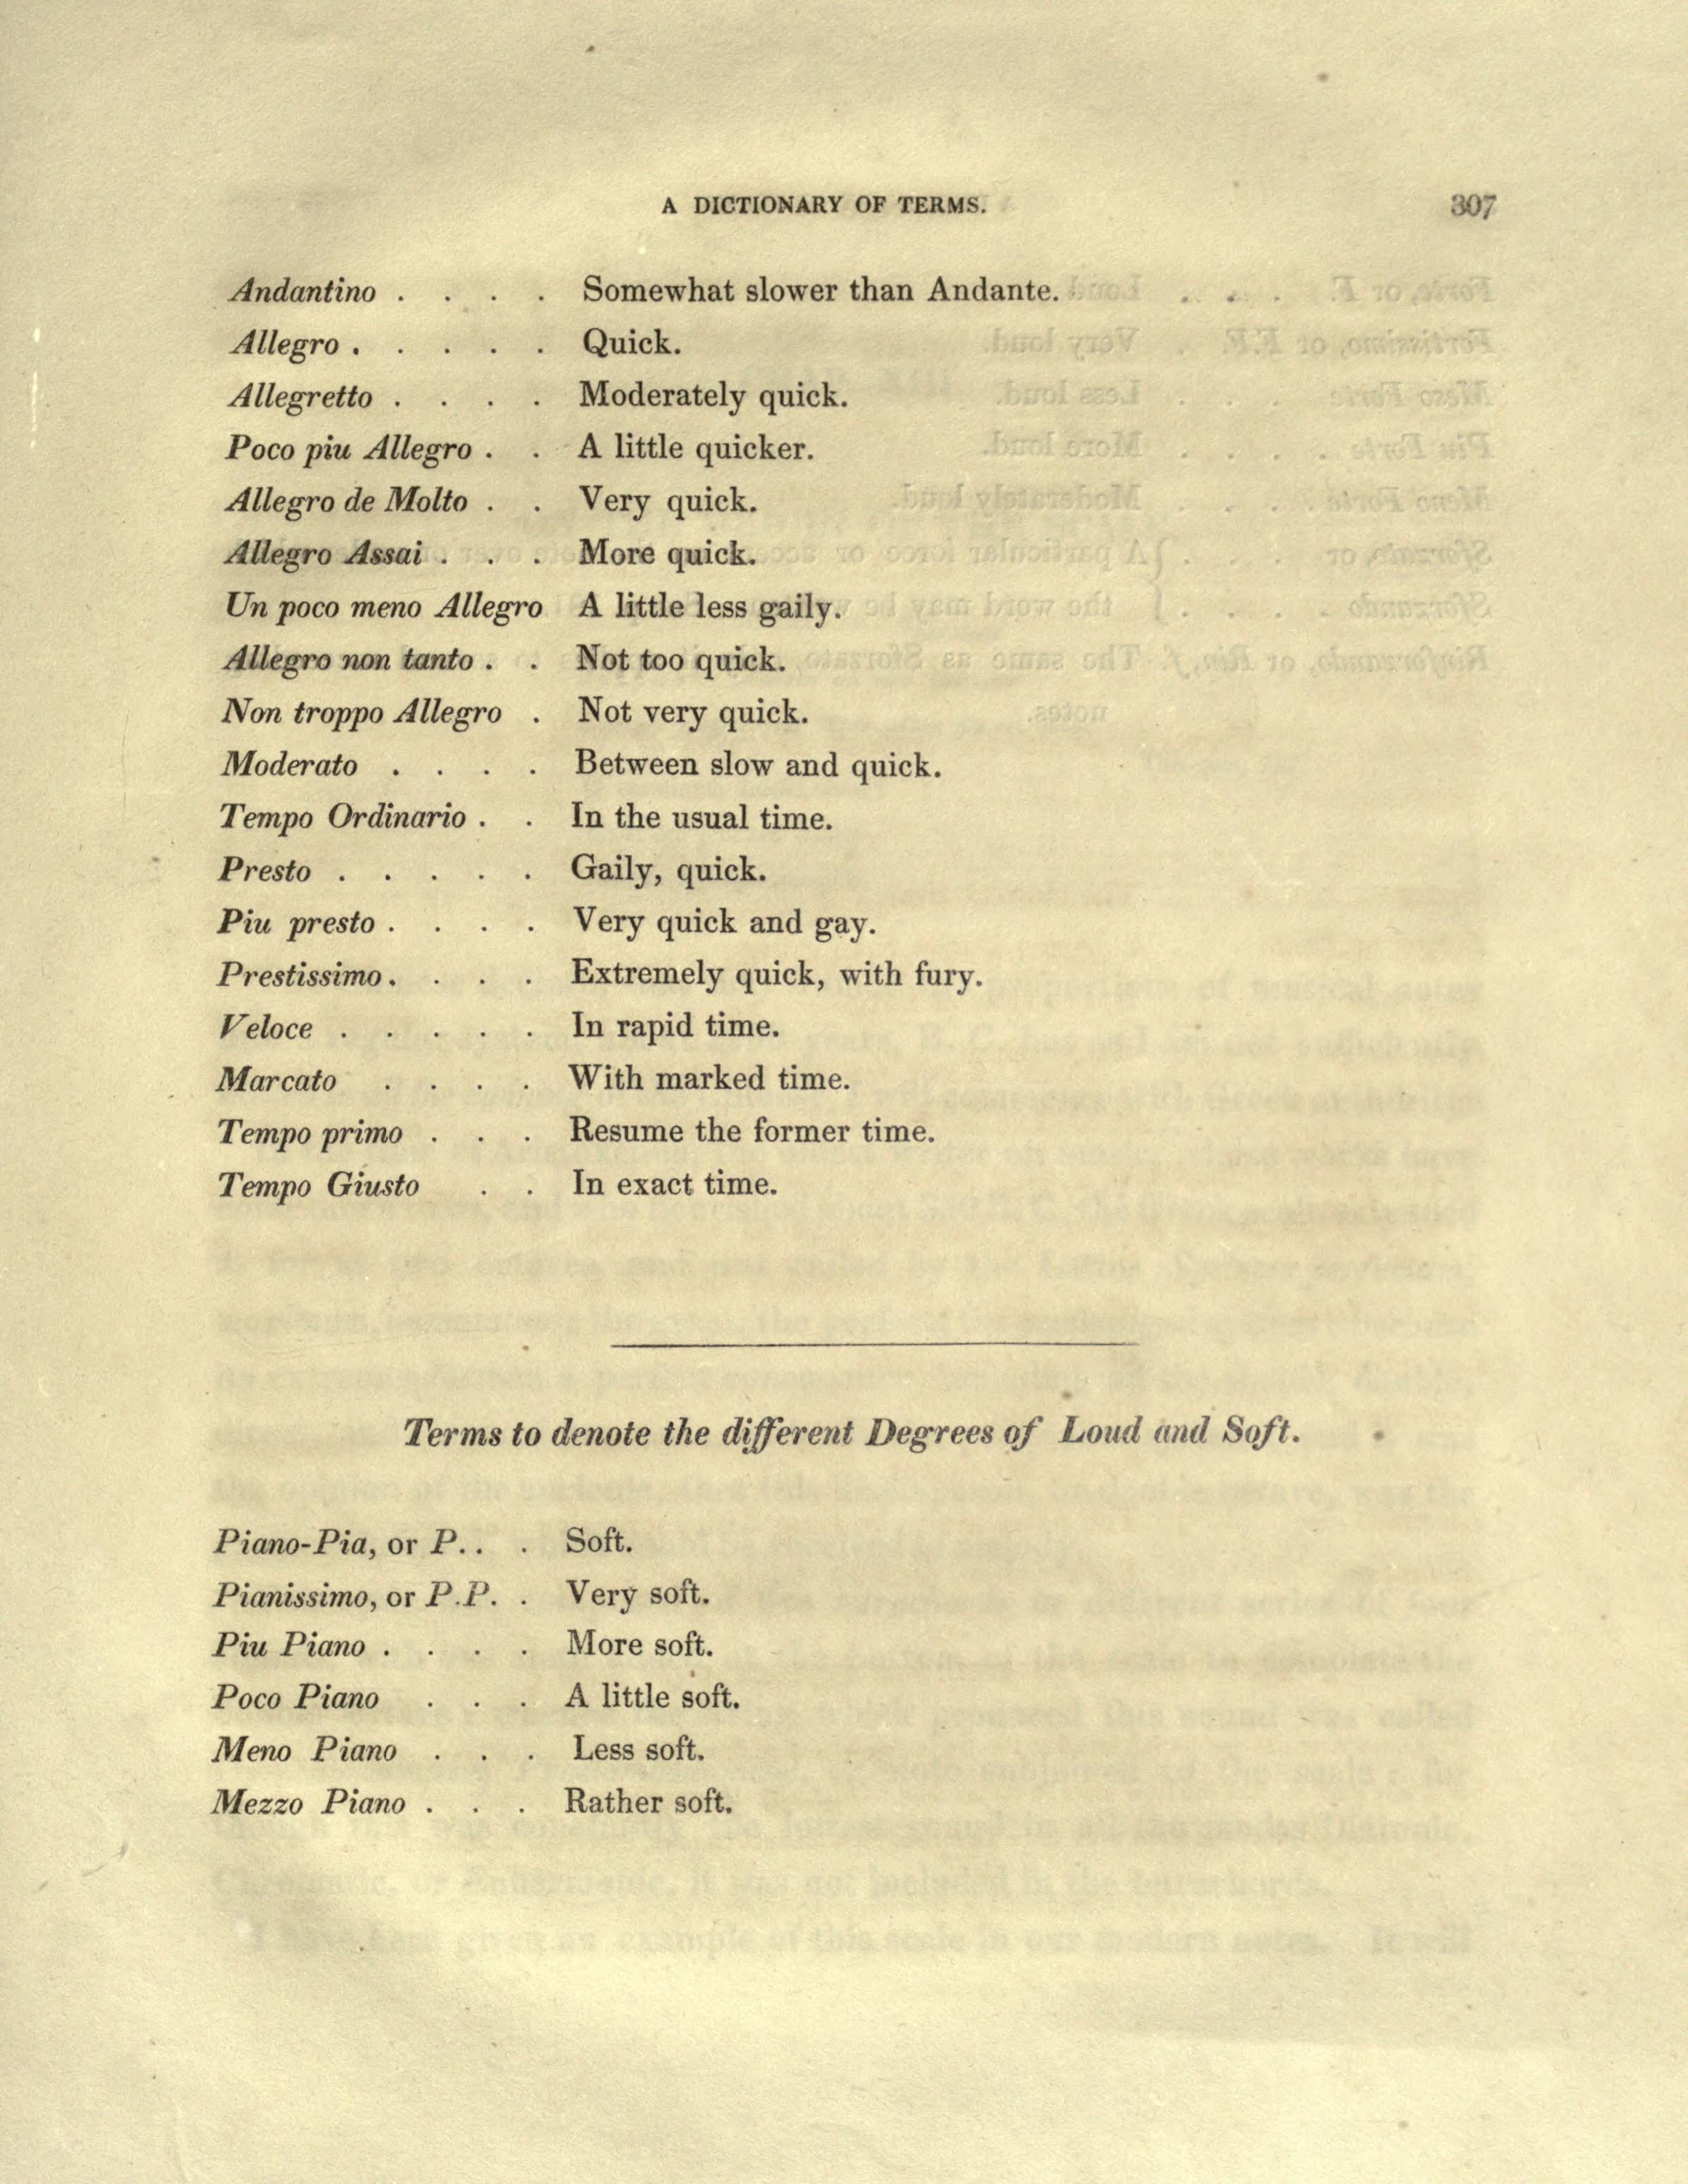 A DICTIONARY OF TERMS. 307
Andantino . . . . Somewhat slower than Andante.
Allegro . . . . . Quick.
Allegretto . . . . Moderately quick.
Poco piu Allegro . . A little quicker.
Allegro de Molto . . Very quick.
Allegro Assai . . . More quick.
Un poco meno Allegro A little less gaily.
Allegro non tanto . . Not too quick.
Non troppo Allegro . Not very quick.
Moderato . . . . Between slow and quick.
Tempo Ordinario . . In the usual time.
Presto . . . . . Gaily, quick.
Piu presto . . . . Very quick and gay.
Prestissimo . . . . Extremely quick, with fury.
Veloce . . . . . In rapid time.
Marcato . . . . With marked time.
Tempo primo . . . Resume the former time.
Tempo Giusto . . In exact time.
Terms to denote the different Degrees of Loud and Soft.
Piano-Pia, or P. . . Soft.
Pianissimo, or P.P. . Very soft.
Piu Piano . . . . More soft.
Poco Piano . . . A little soft.
Meno Piano . . . Less soft.
Mezzo Piano . . . Rather soft.